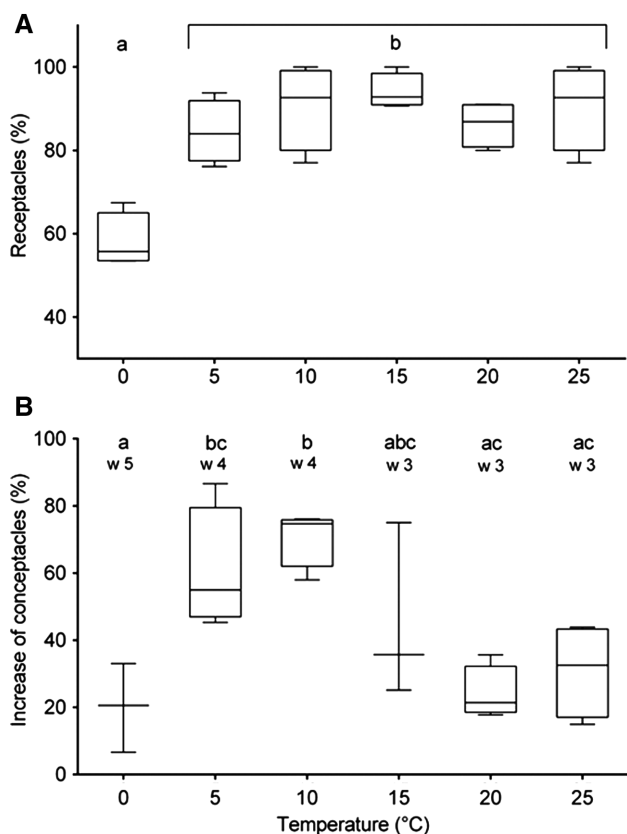 A
a
b
100
80
60
40
Receptacles (%)
0 5 10 15 20 25
B
a bc b abc ac ac
w 5 w 4 w 4 w 3 w 3 w 3
100
80
60
40
20
0
Increase of conceptacles (%)
0 5 10 15 20 25
Temperature (°C)